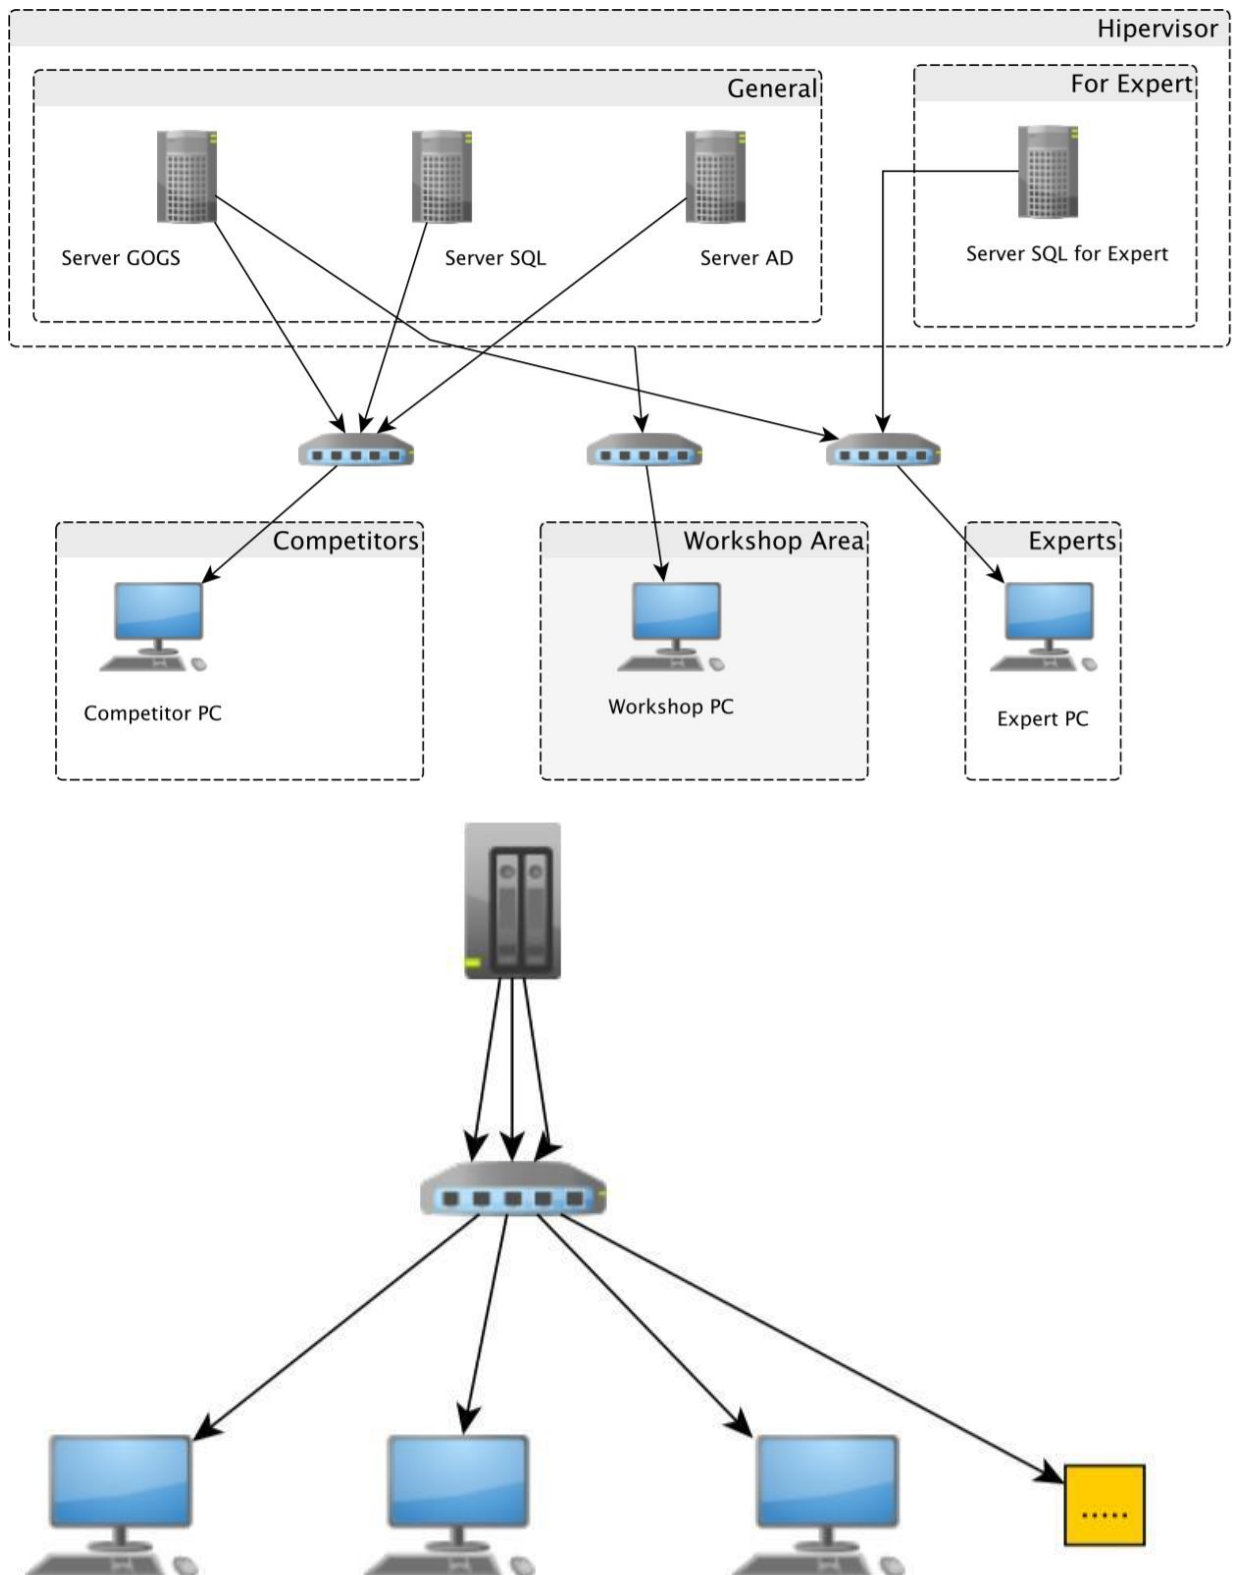 Hipervisor
General
For Expert
Server GOGS
Server SQL
Server AD
Server SQL for Expert
Competitors
Workshop Area
Experts
Competitor PC
Workshop PC
Expert PC
.....